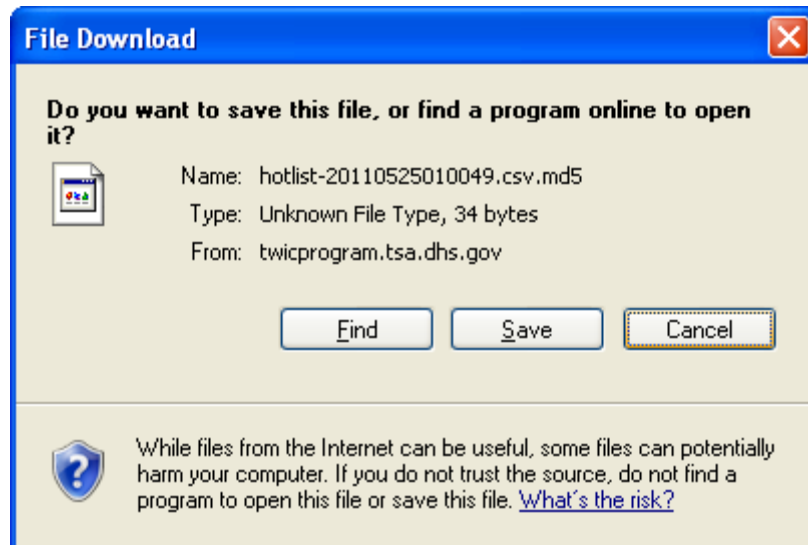 File Download
Do you want to save this file, or find a program online to open
it?
Name: hotlist-20110525010049.csv.md5
Type: Unknown File Type, 34 bytes
From: twicprogram.tsa.dhs.gov
Find Save Cancel
While files from the Internet can be useful, some files can potentially
harm your computer. If you do not trust the source, do not find a
program to open this file or save this file. What's the risk?